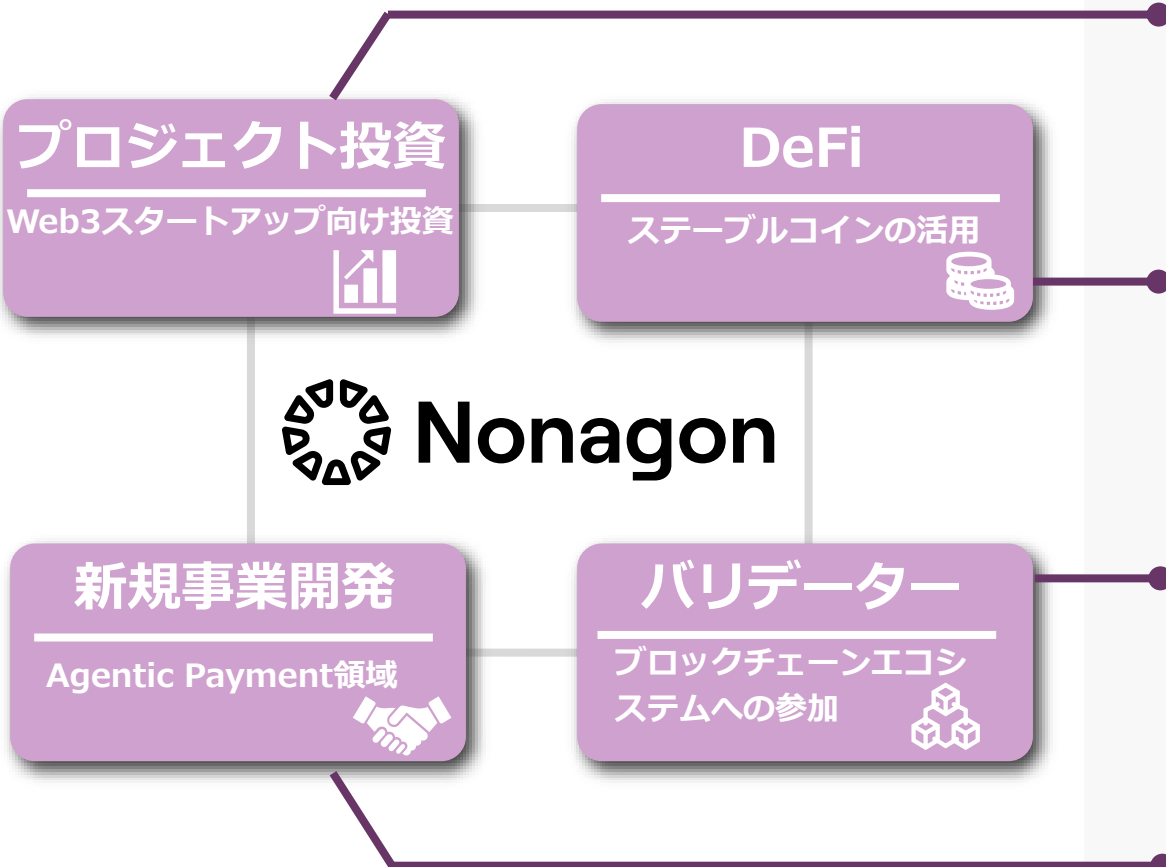 プロジェクト投資
Web3スタートアップ向け投資
DeFi
ステーブルコインの活用
Nonagon
新規事業開発
Agentic Payment領域
バリデーター
ブロックチェーンエコシ
ステムへの参加